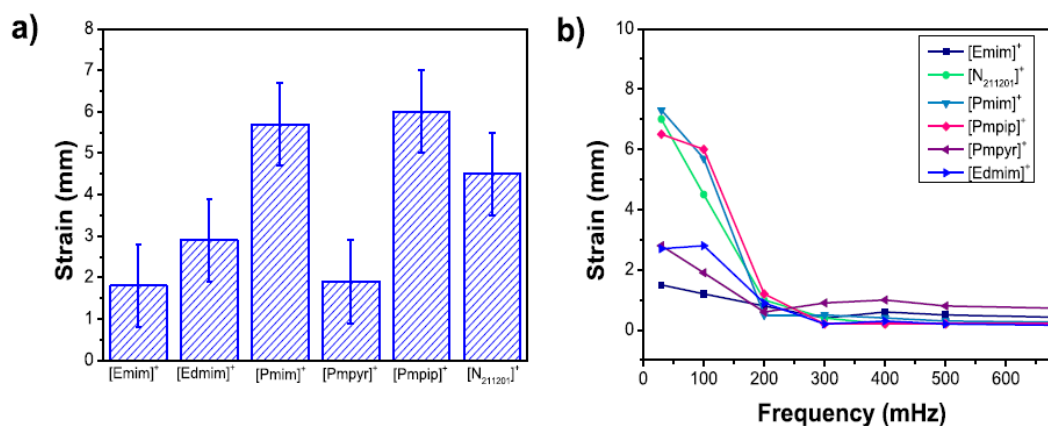 a)
Strain (mm)
8
7
6
5
4
3
2
1
0
[Emim]+ [Edmim]+ [Pmim]+ [Pmpyr]+ [Pmpip]+ [N211201]+
b)
Strain (mm)
10
8
6
4
2
0
0 100 200 300 400 500 600
Frequency (mHz)
[Emim]+
[N211201]+
[Pmim]+
[Pmpip]+
[Pmpyr]+
[Edmim]+